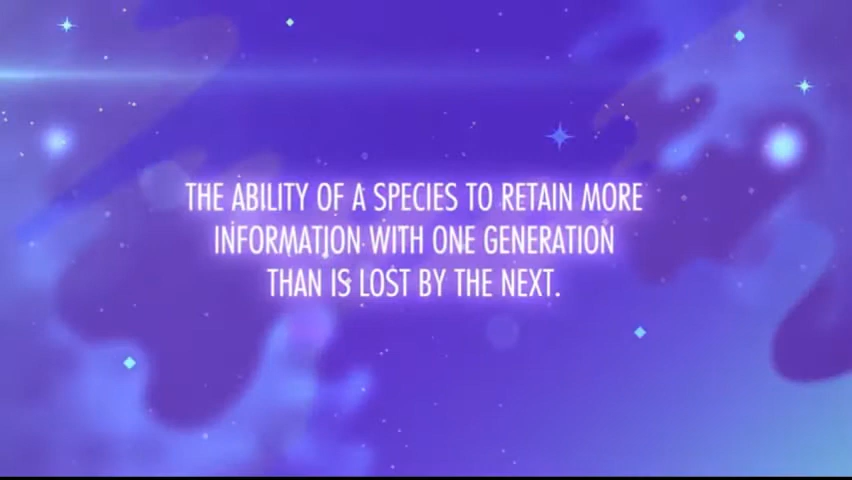 THE ABILITY OF A SPECIES TO RETAIN MORE
INFORMATION WITH ONE GENERATION
THAN IS LOST BY THE NEXT.